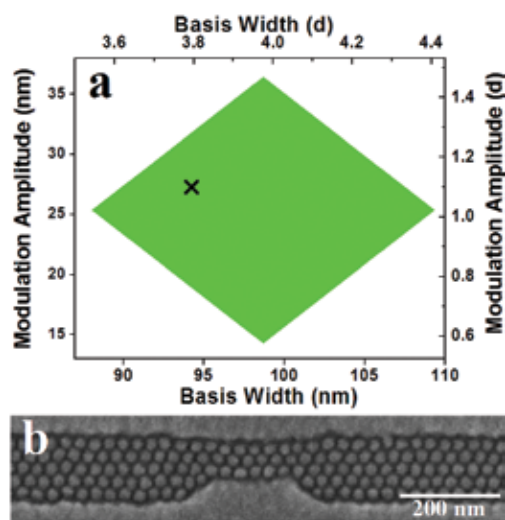 Basis Width (d)
3.6 3.8 4.0 4.2 4.4
a
Modulation Amplitude (nm)
35
30
25
20
15
1.4
1.2
1.0
0.8
0.6
Modulation Amplitude (d)
90 95 100 105 110
Basis Width (nm)
b
200 nm